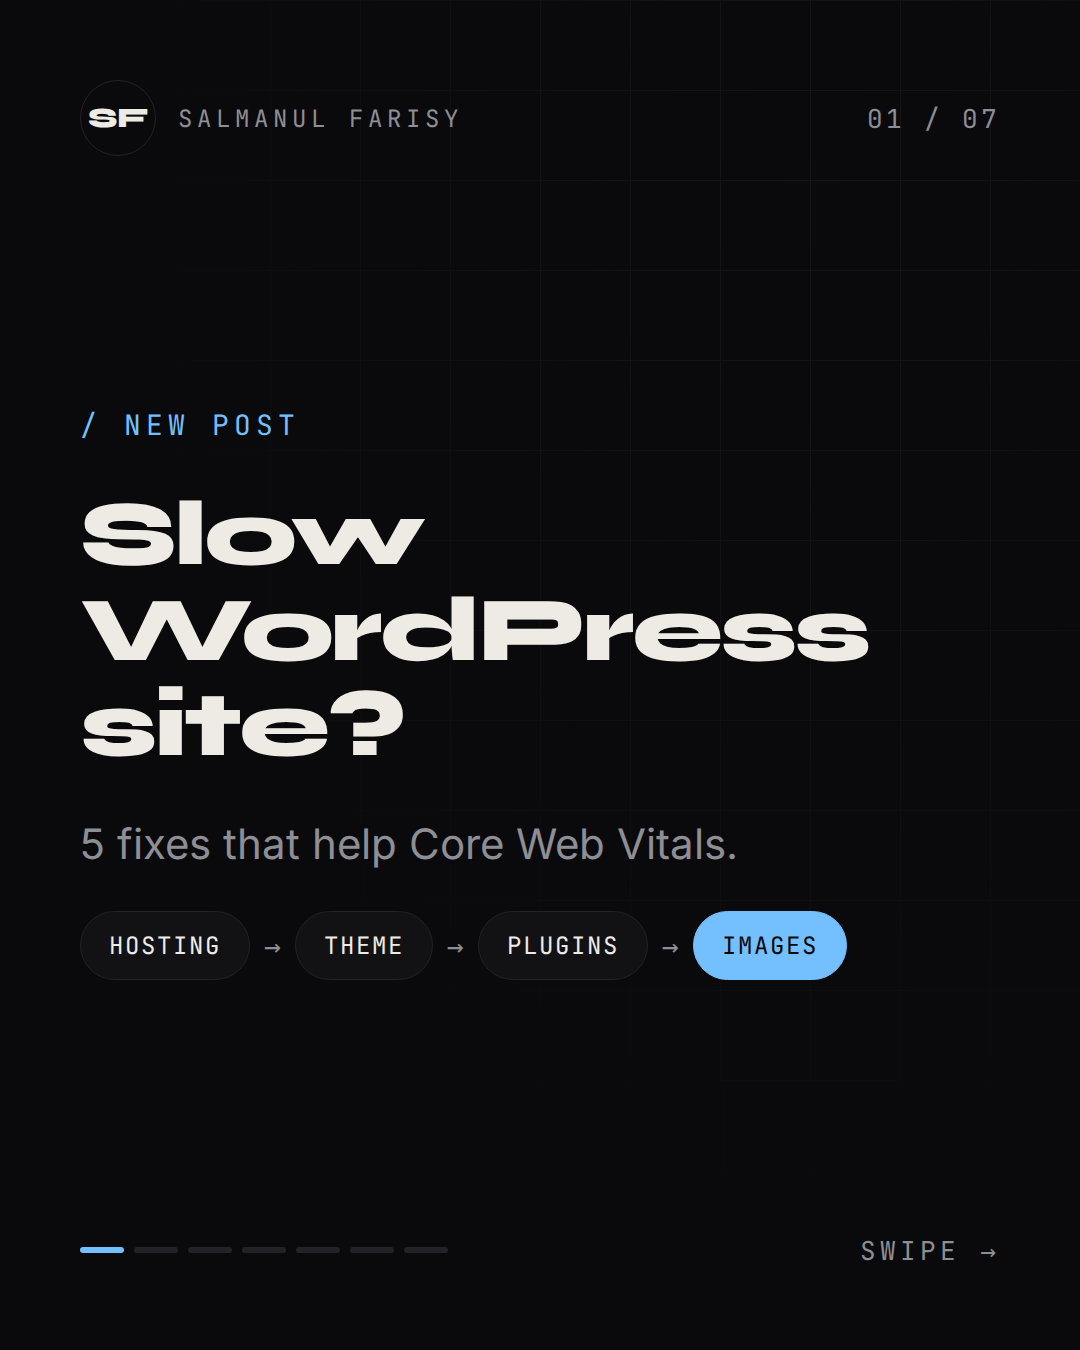 SF SALMANUL FARISY 01 / 07
/ NEW POST
Slow
WordPress
site?
5 fixes that help Core Web Vitals.
HOSTING → THEME → PLUGINS → IMAGES
SWIPE →